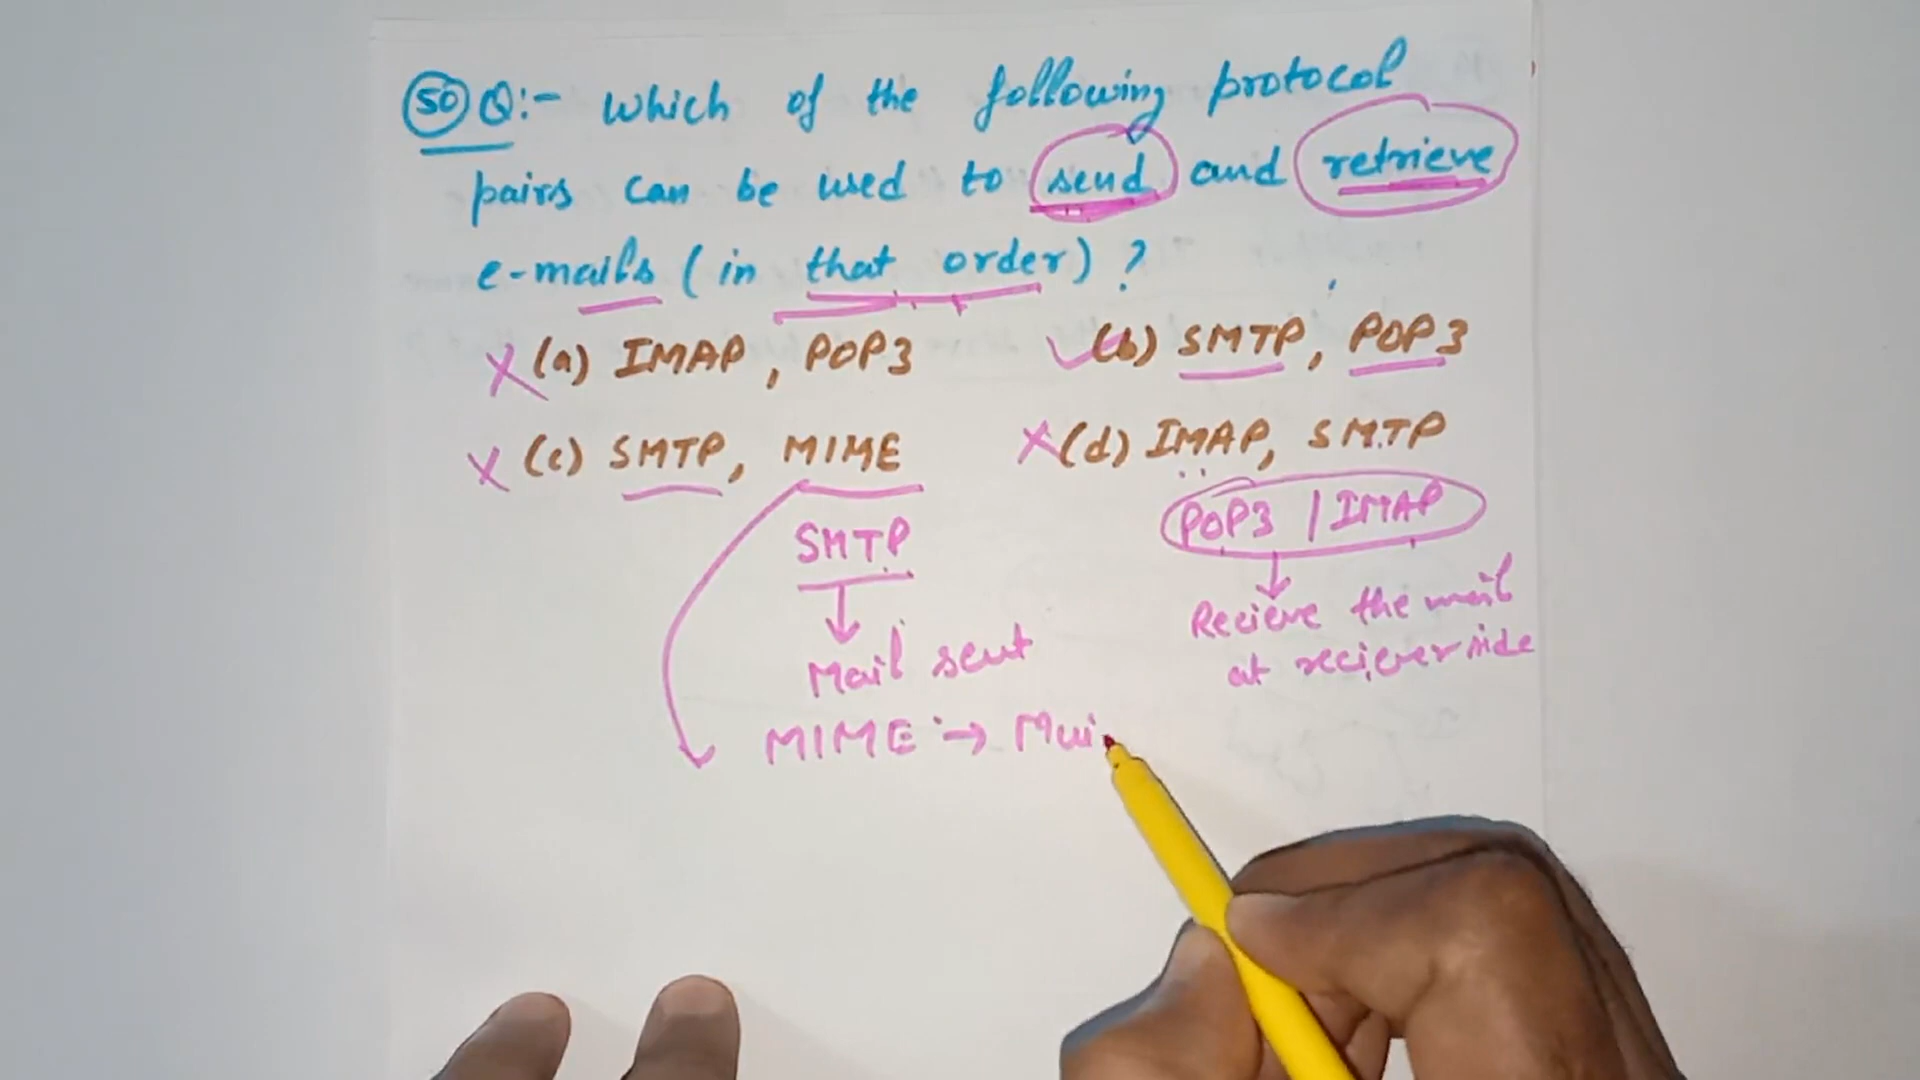 50 Q:- Which of the following protocol
pairs can be used to send and retrieve
e-mails (in that order) ?
X (a) IMAP, POP3
✓ (b) SMTP, POP3
X (c) SMTP, MIME
X (d) IMAP, SMTP
POP3 / IMAP
SMTP
Recieve the mail
at reciever side
Mail sent
MIME → Mui